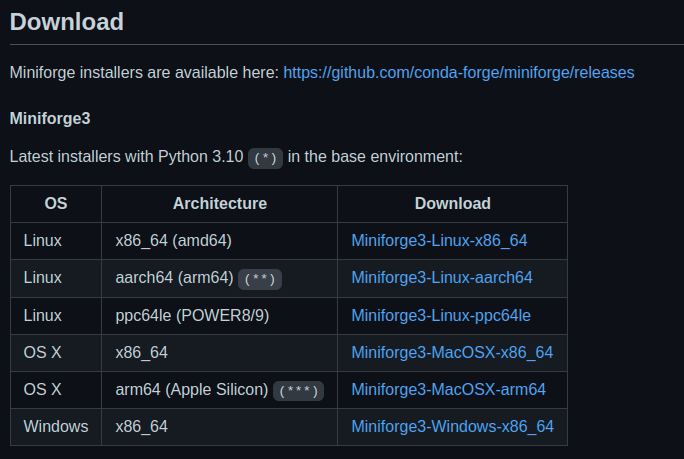 Download
Miniforge installers are available here: https://github.com/conda-forge/miniforge/releases
Miniforge3
Latest installers with Python 3.10 (*) in the base environment:
OS Architecture Download
Linux x86_64 (amd64) Miniforge3-Linux-x86_64
Linux aarch64 (arm64) (**) Miniforge3-Linux-aarch64
Linux ppc64le (POWER8/9) Miniforge3-Linux-ppc64le
OS X x86_64 Miniforge3-MacOSX-x86_64
OS X arm64 (Apple Silicon) (***) Miniforge3-MacOSX-arm64
Windows x86_64 Miniforge3-Windows-x86_64